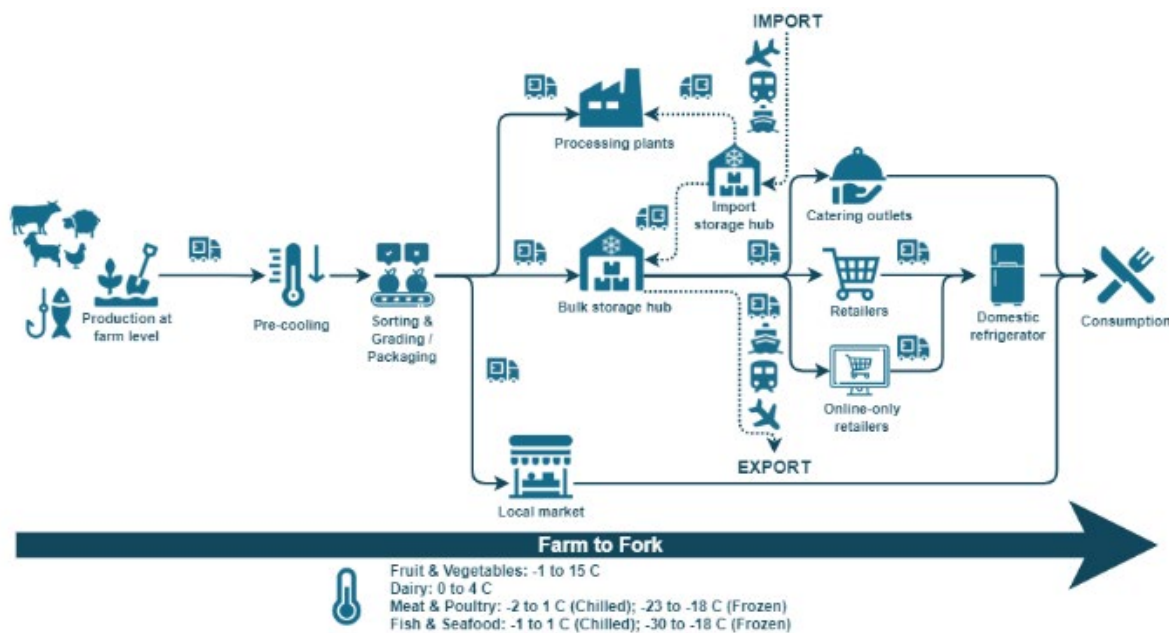 IMPORT
Processing plants
Import
storage hub
Catering outlets
Production at
farm level
Pre-cooling
Sorting &
Grading /
Packaging
Bulk storage hub
Retailers
Domestic
refrigerator
Consumption
Online-only
retailers
EXPORT
Local market
Farm to Fork
Fruit & Vegetables: -1 to 15 C
Dairy: 0 to 4 C
Meat & Poultry: -2 to 1 C (Chilled); -23 to -18 C (Frozen)
Fish & Seafood: -1 to 1 C (Chilled); -30 to -18 C (Frozen)